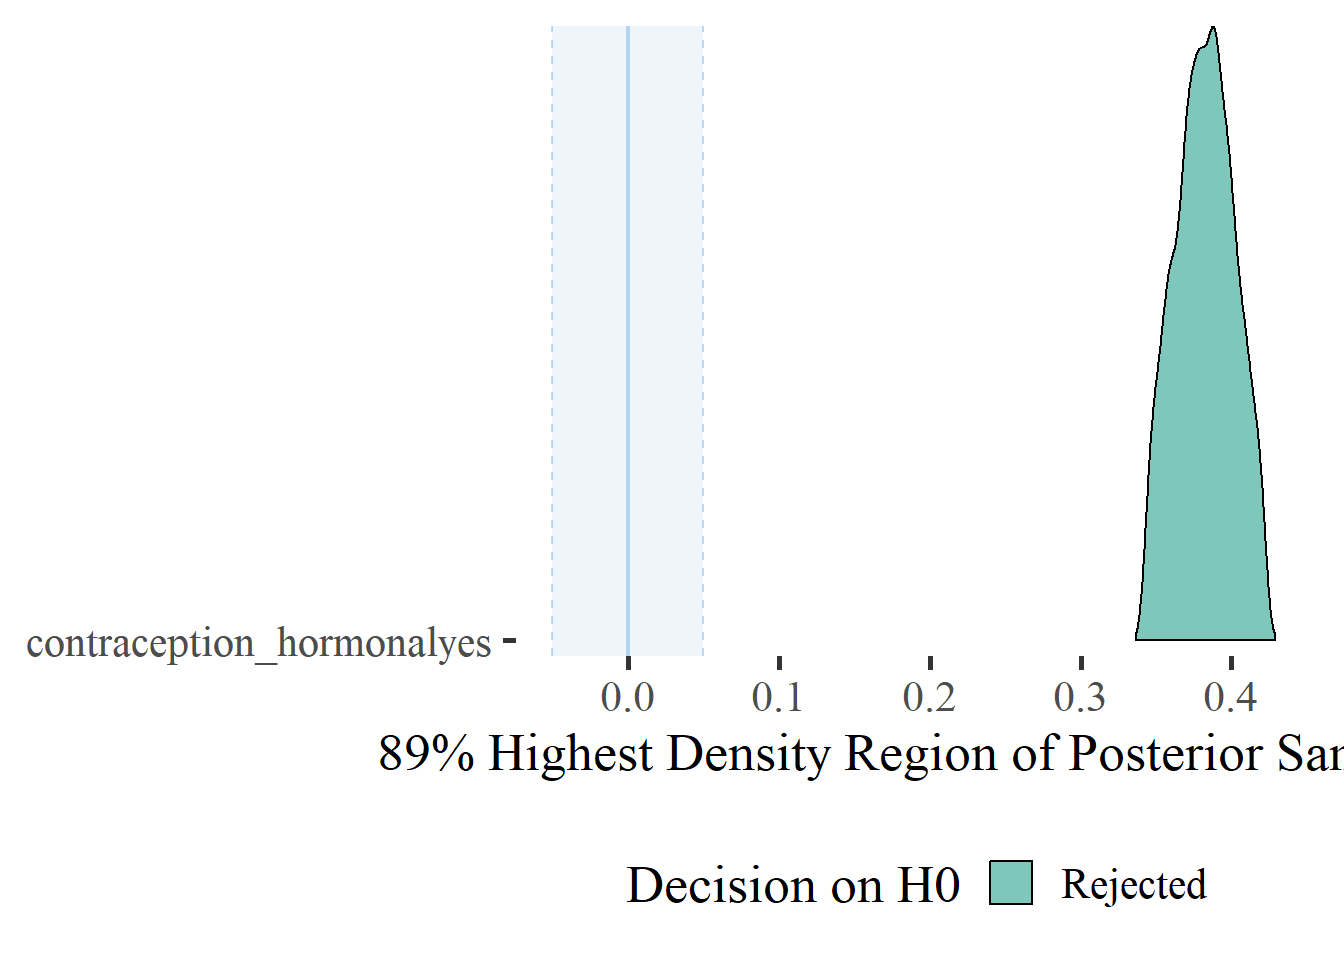 contraception_hormonalyes
0.0 0.1 0.2 0.3 0.4
89% Highest Density Region of Posterior
Decision on H0 Rejected